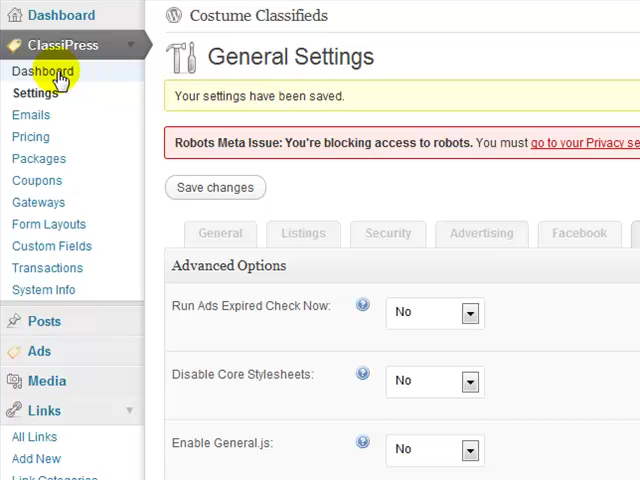 Dashboard
ClassiPress
Dashboard
Settings
Emails
Pricing
Packages
Coupons
Gateways
Form Layouts
Custom Fields
Transactions
System Info
Posts
Ads
Media
Links
All Links
Add New
Link Categories
Costume Classifieds
General Settings
Your settings have been saved.
Robots Meta Issue: You're blocking access to robots. You must go to your Privacy se
Save changes
General
Listings
Security
Advertising
Facebook
Advanced Options
Run Ads Expired Check Now:
No
Disable Core Stylesheets:
No
Enable General.js:
No